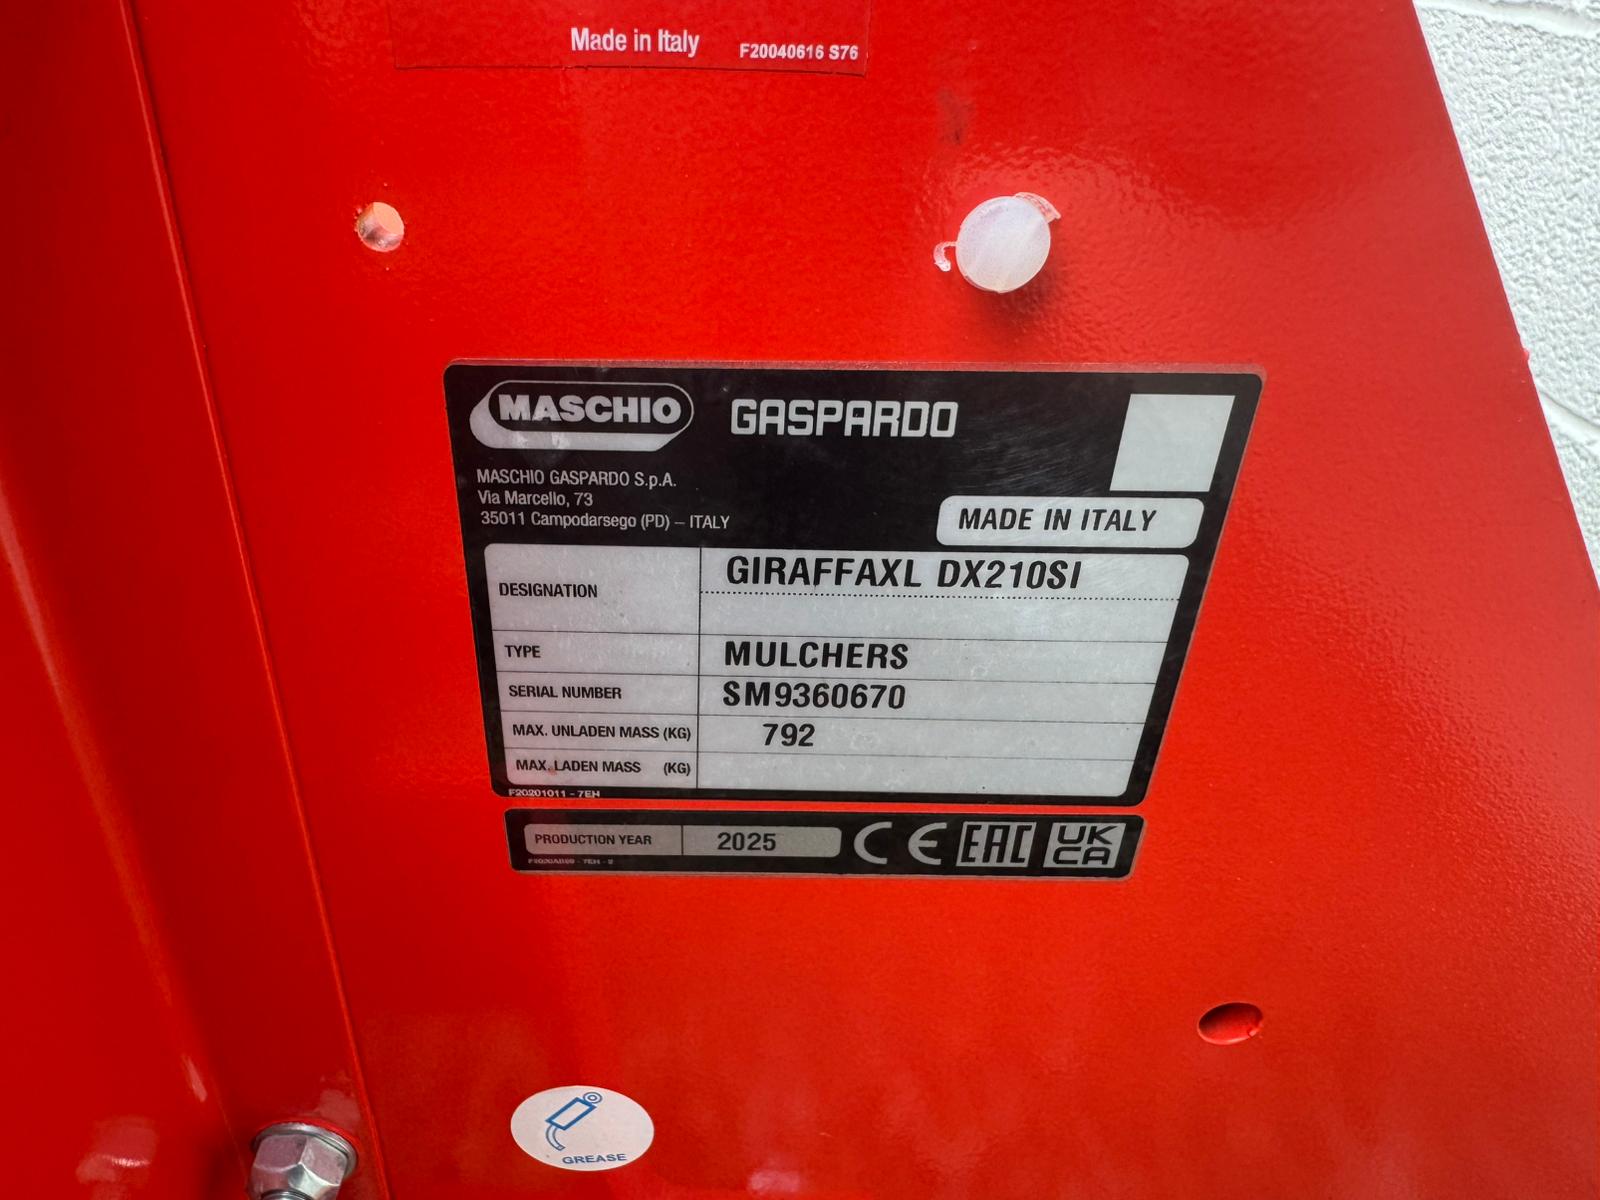 Made in Italy F20040616 S76
MASCHIO GASPARDO
MASCHIO GASPARDO S.p.A.
Via Marcello, 73
35011 Campodarsego (PD) – ITALY
MADE IN ITALY
DESIGNATION GIRAFFAXL DX210SI
TYPE MULCHERS
SERIAL NUMBER SM9360670
MAX. UNLADEN MASS (KG) 792
MAX. LADEN MASS (KG)
F20201011 - 7EH
PRODUCTION YEAR 2025 CE EAC UK
CA
GREASE